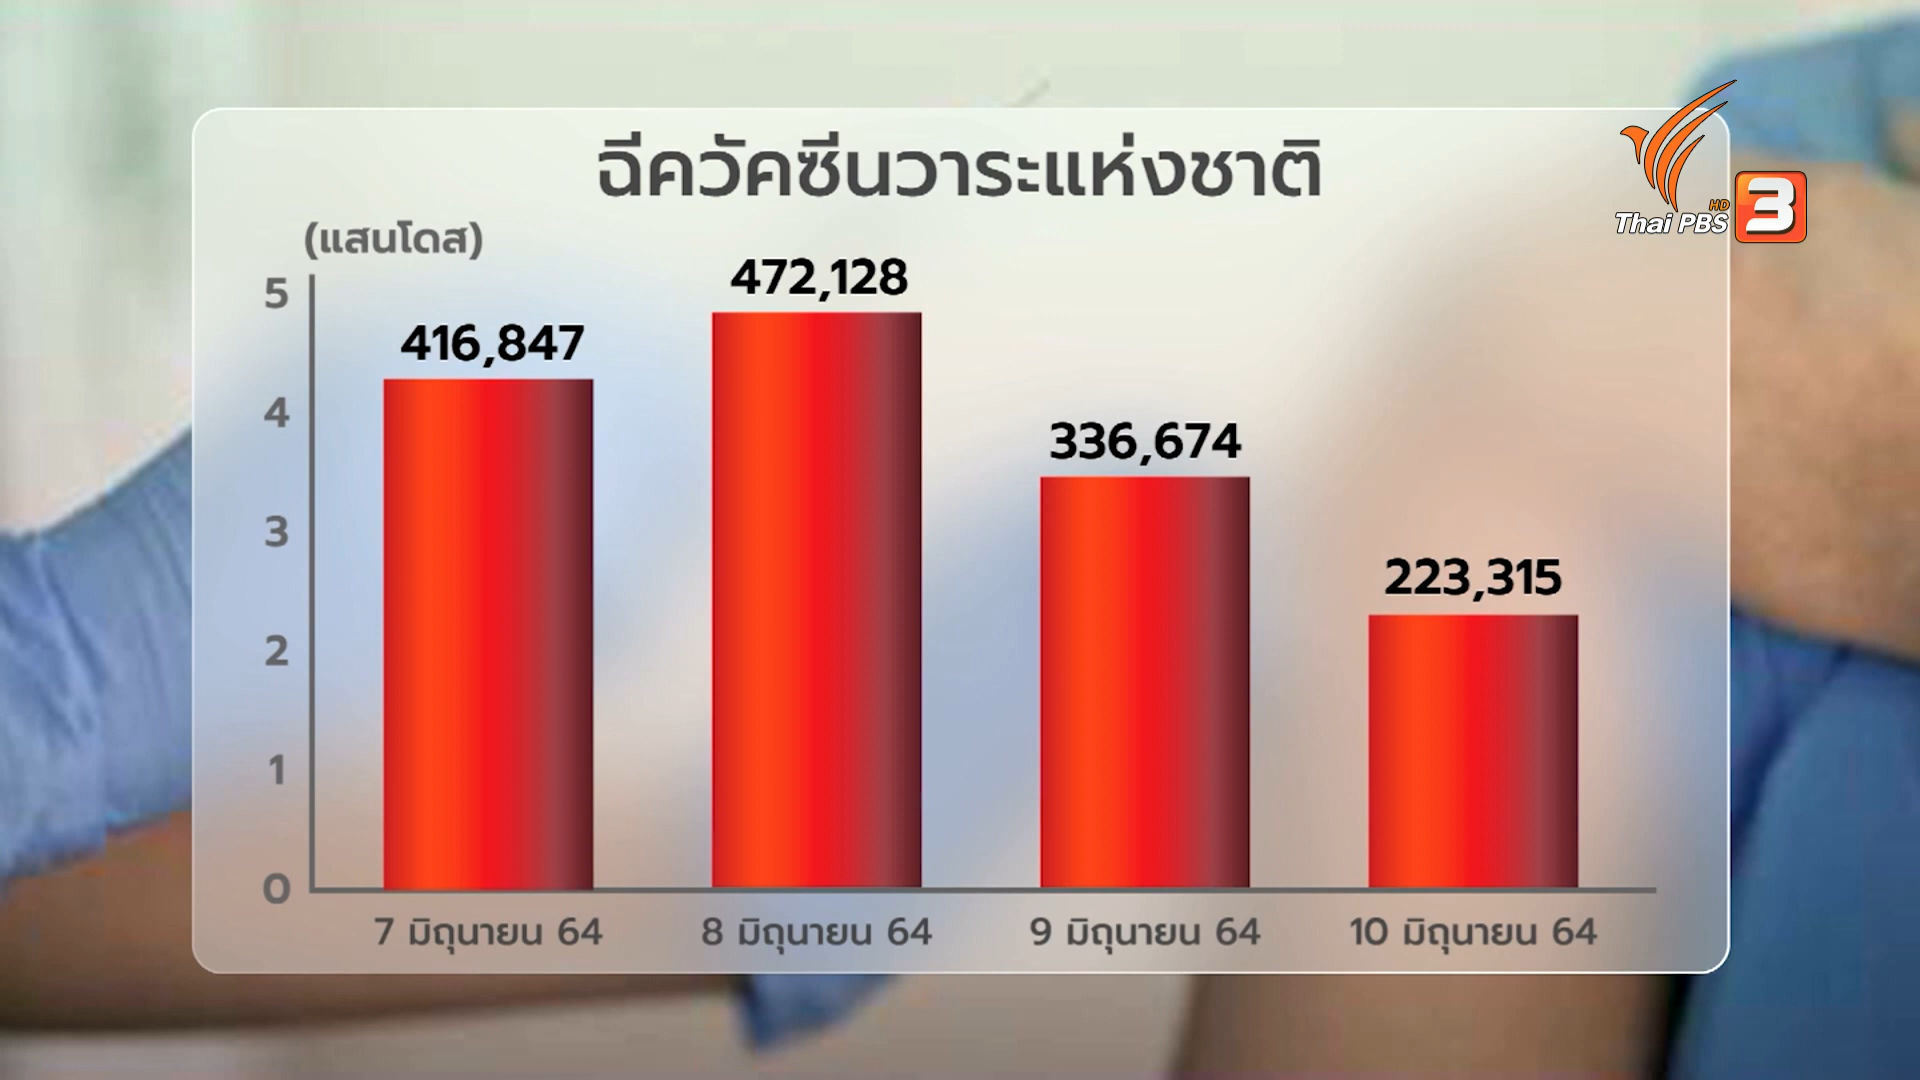 ฉีควัคซีนวาระแห่งชาติ
HD
Thai PBS 3
(แสนโดส)
5
4
3
2
1
0
416,847
472,128
336,674
223,315
7 มิถุนายน 64
8 มิถุนายน 64
9 มิถุนายน 64
10 มิถุนายน 64